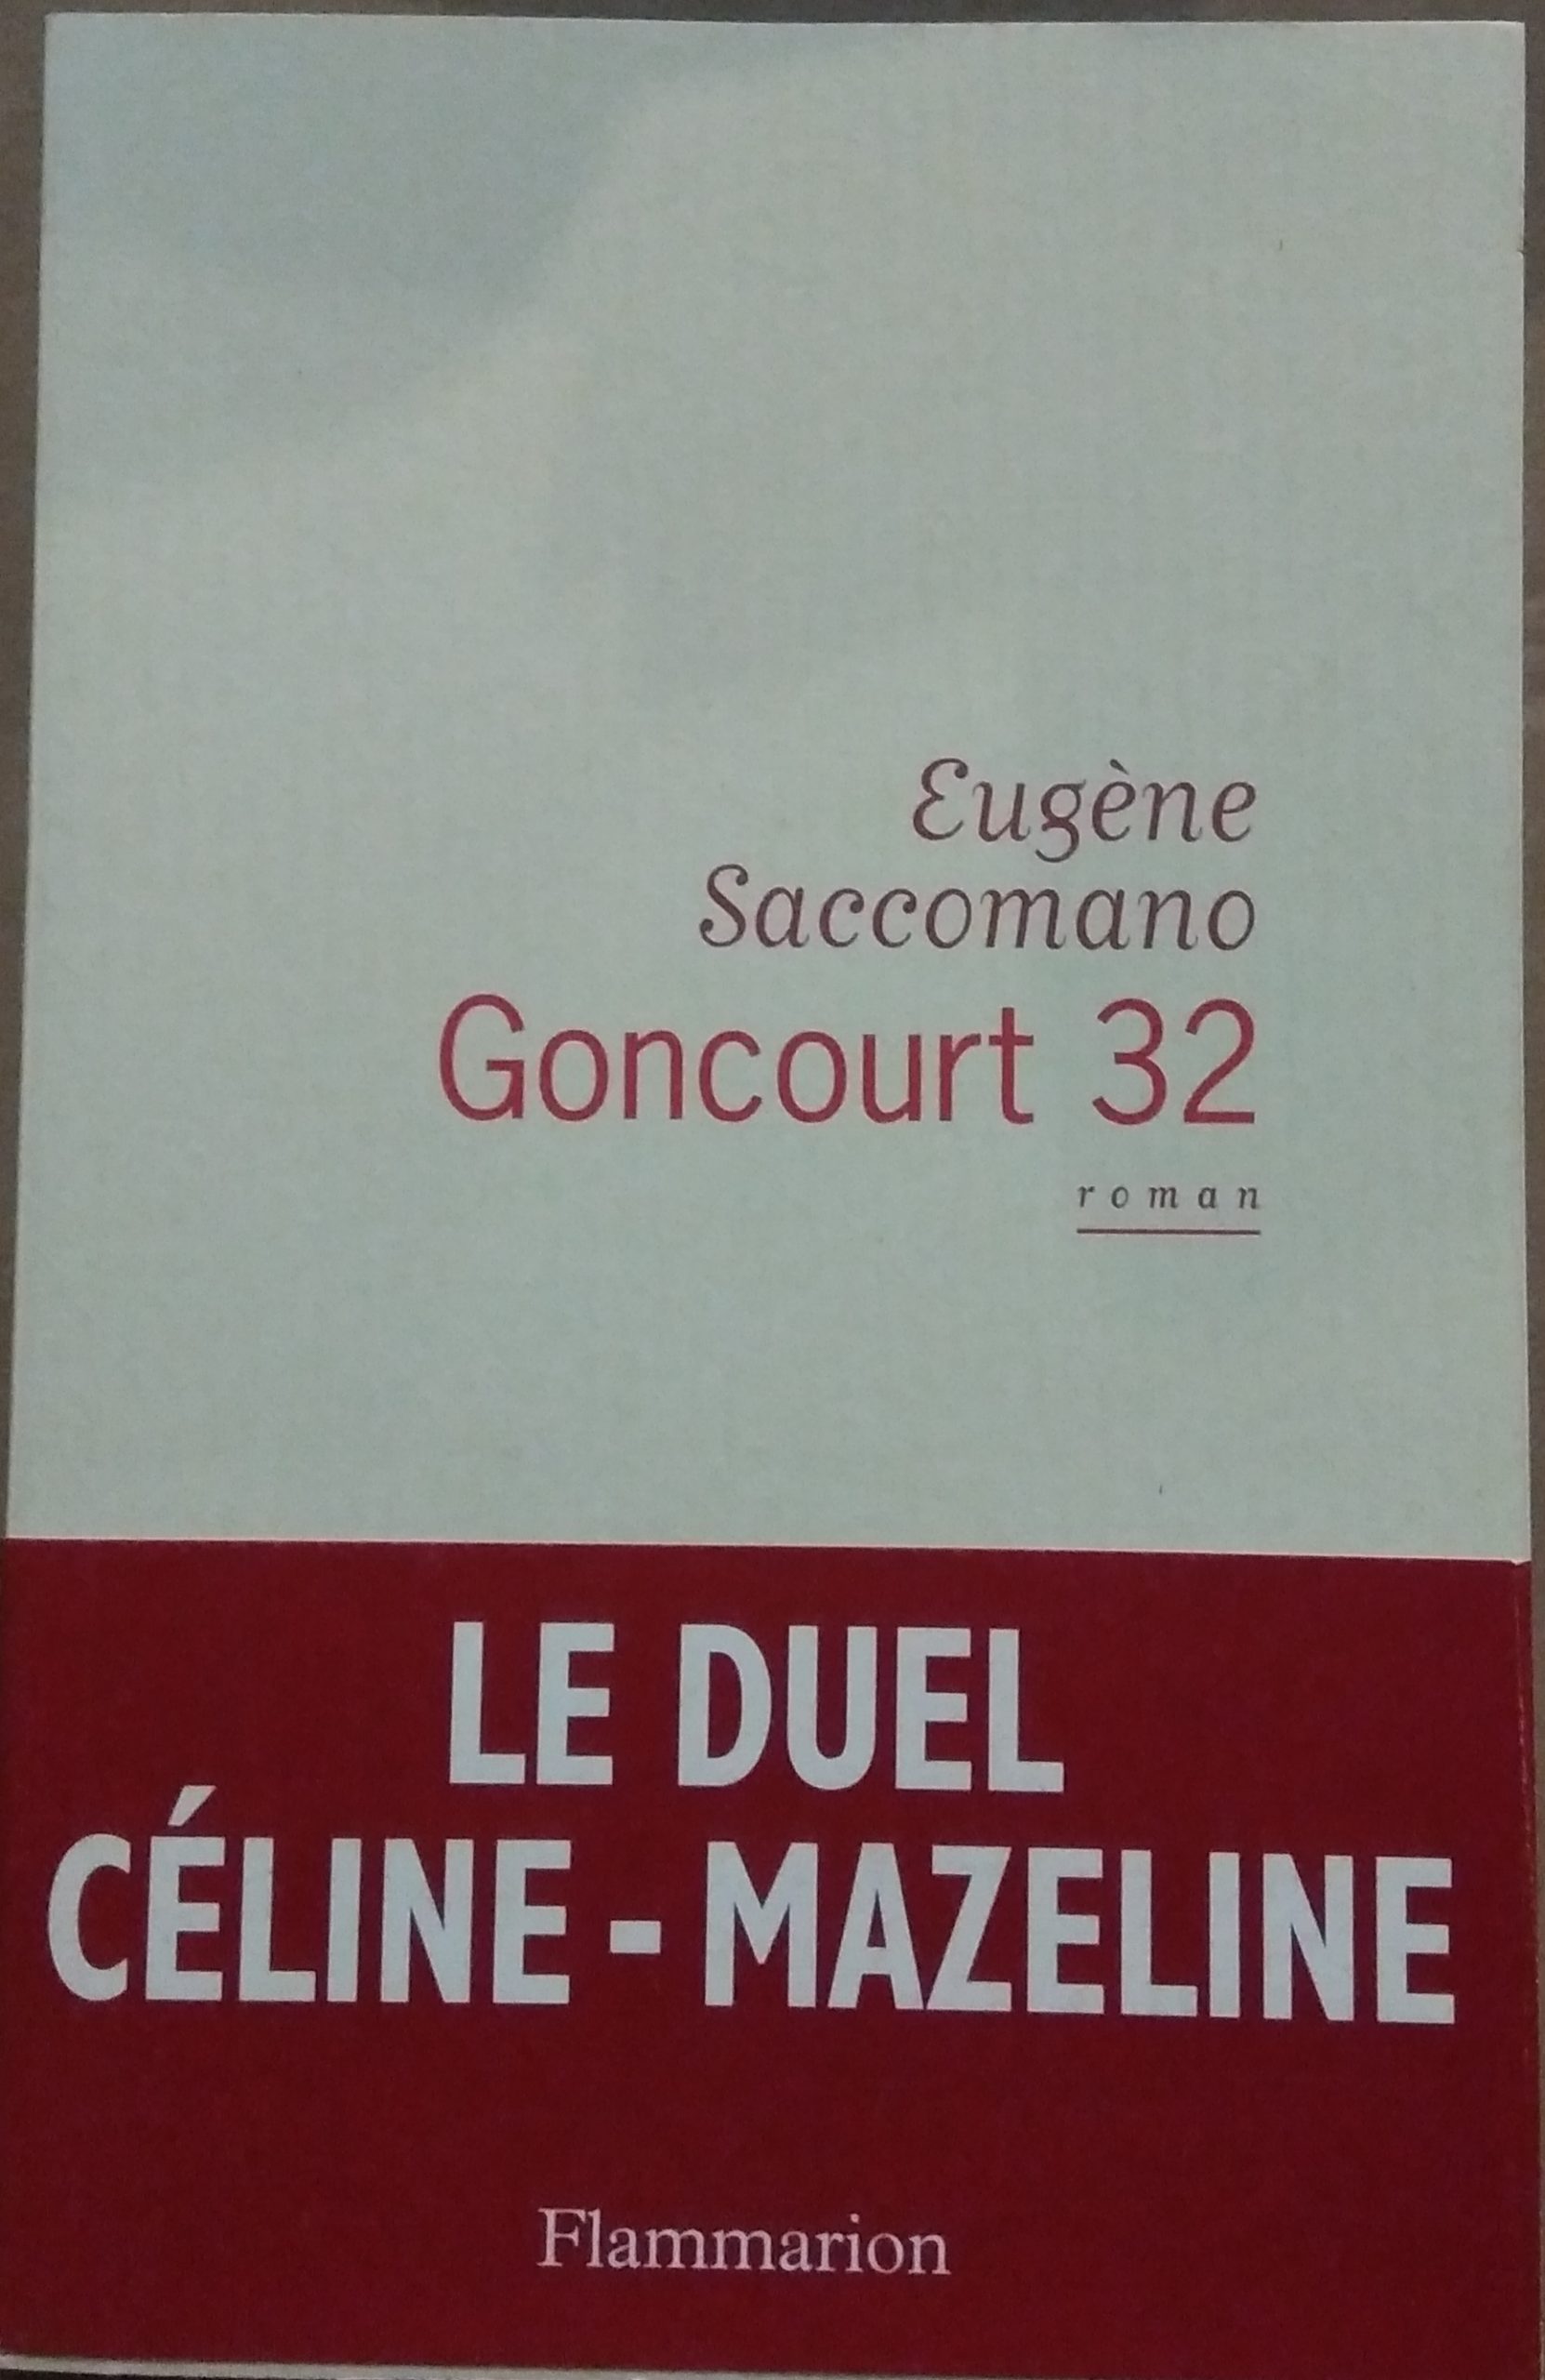 Eugène
Saccomano
Goncourt 32
roman
LE DUEL
CÉLINE - MAZELINE
Flammarion